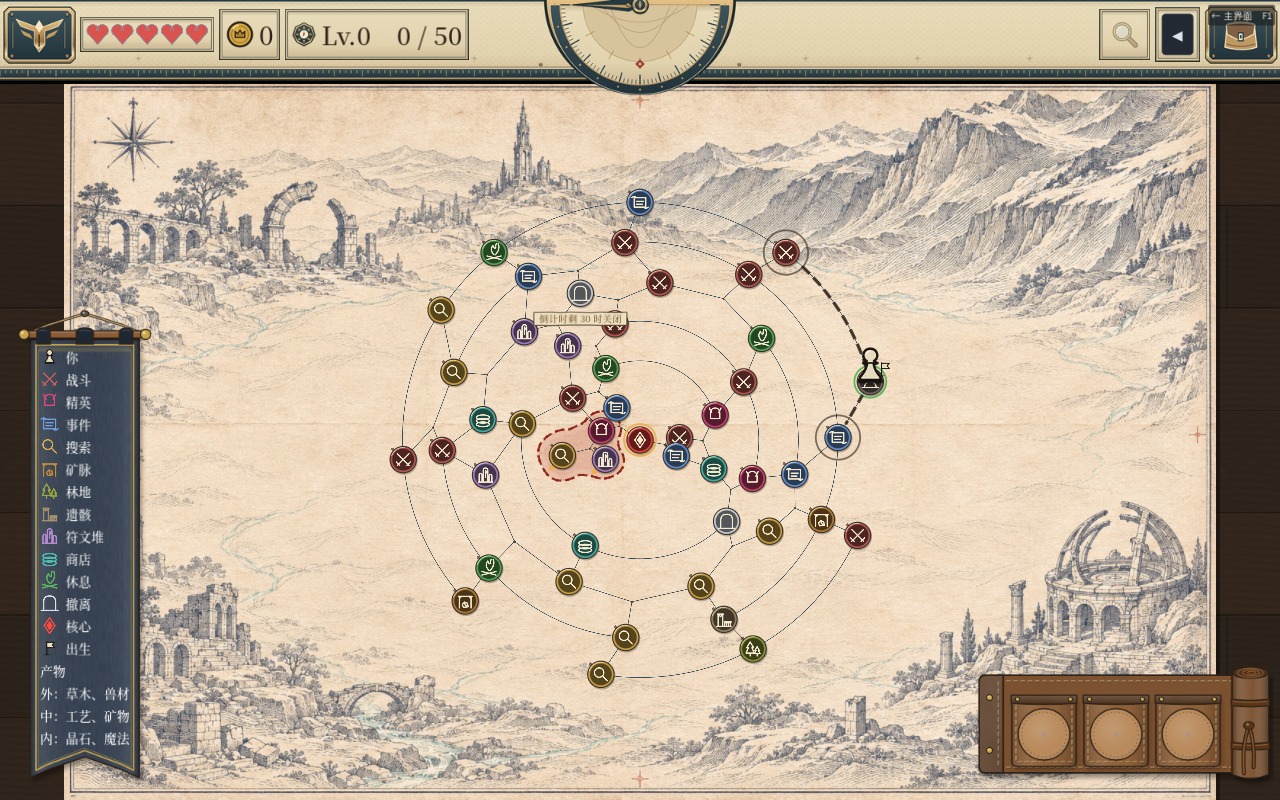 0
Lv.0 0 / 50
← 主界面 F1
倒计时剩 30 时关闭
你
战斗
精英
事件
搜索
矿脉
林地
遗骸
符文堆
商店
休息
撤离
核心
出生
产物
外: 草木、兽材
中: 工艺、矿物
内: 晶石、魔法